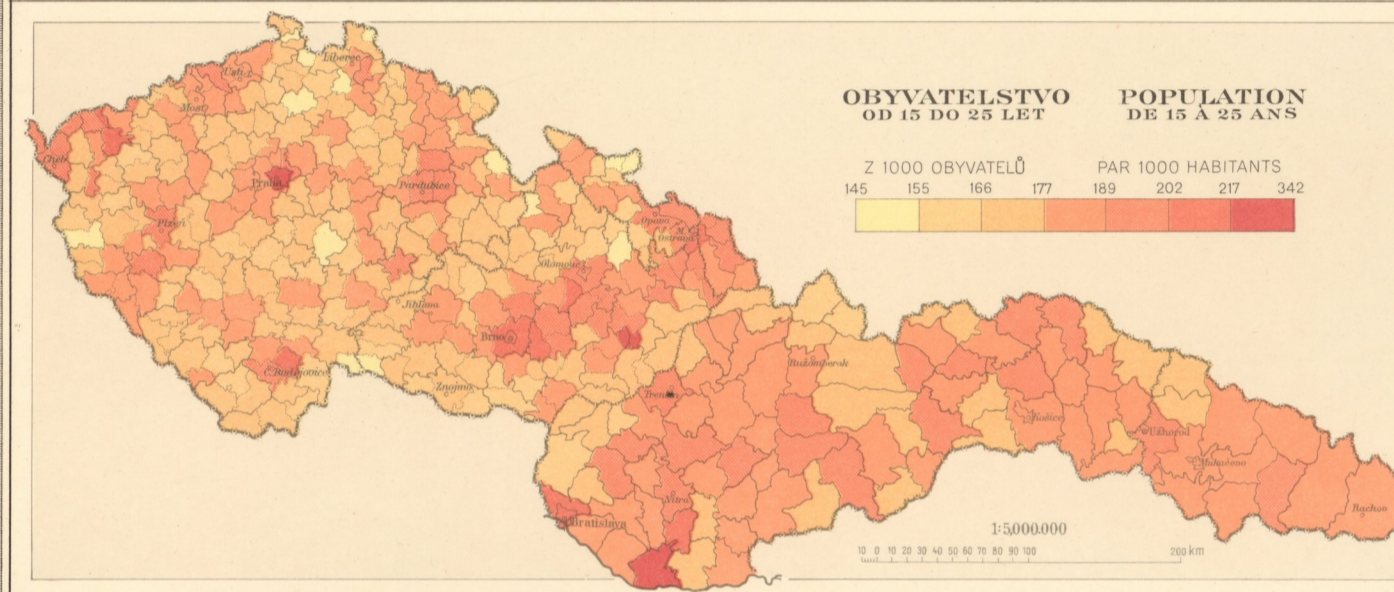 OBYVATELSTVO
OD 15 DO 25 LET
POPULATION
DE 15 À 25 ANS
Z 1000 OBYVATELŮ
PAR 1000 HABITANTS
145 155 166 177 189 202 217 342
Liberec
Ústí
Most
Cheb
Praha
Pardubice
Plzeň
Opava
M.
Ostrava
Olomouc
Jihlava
Brno
Č. Budějovice
Znojmo
Ružomberok
Trenčín
Košice
Užhorod
Mukačevo
Nitra
Bratislava
Rachov
1:5,000.000
10 0 10 20 30 40 50 60 70 80 90 100 200 km